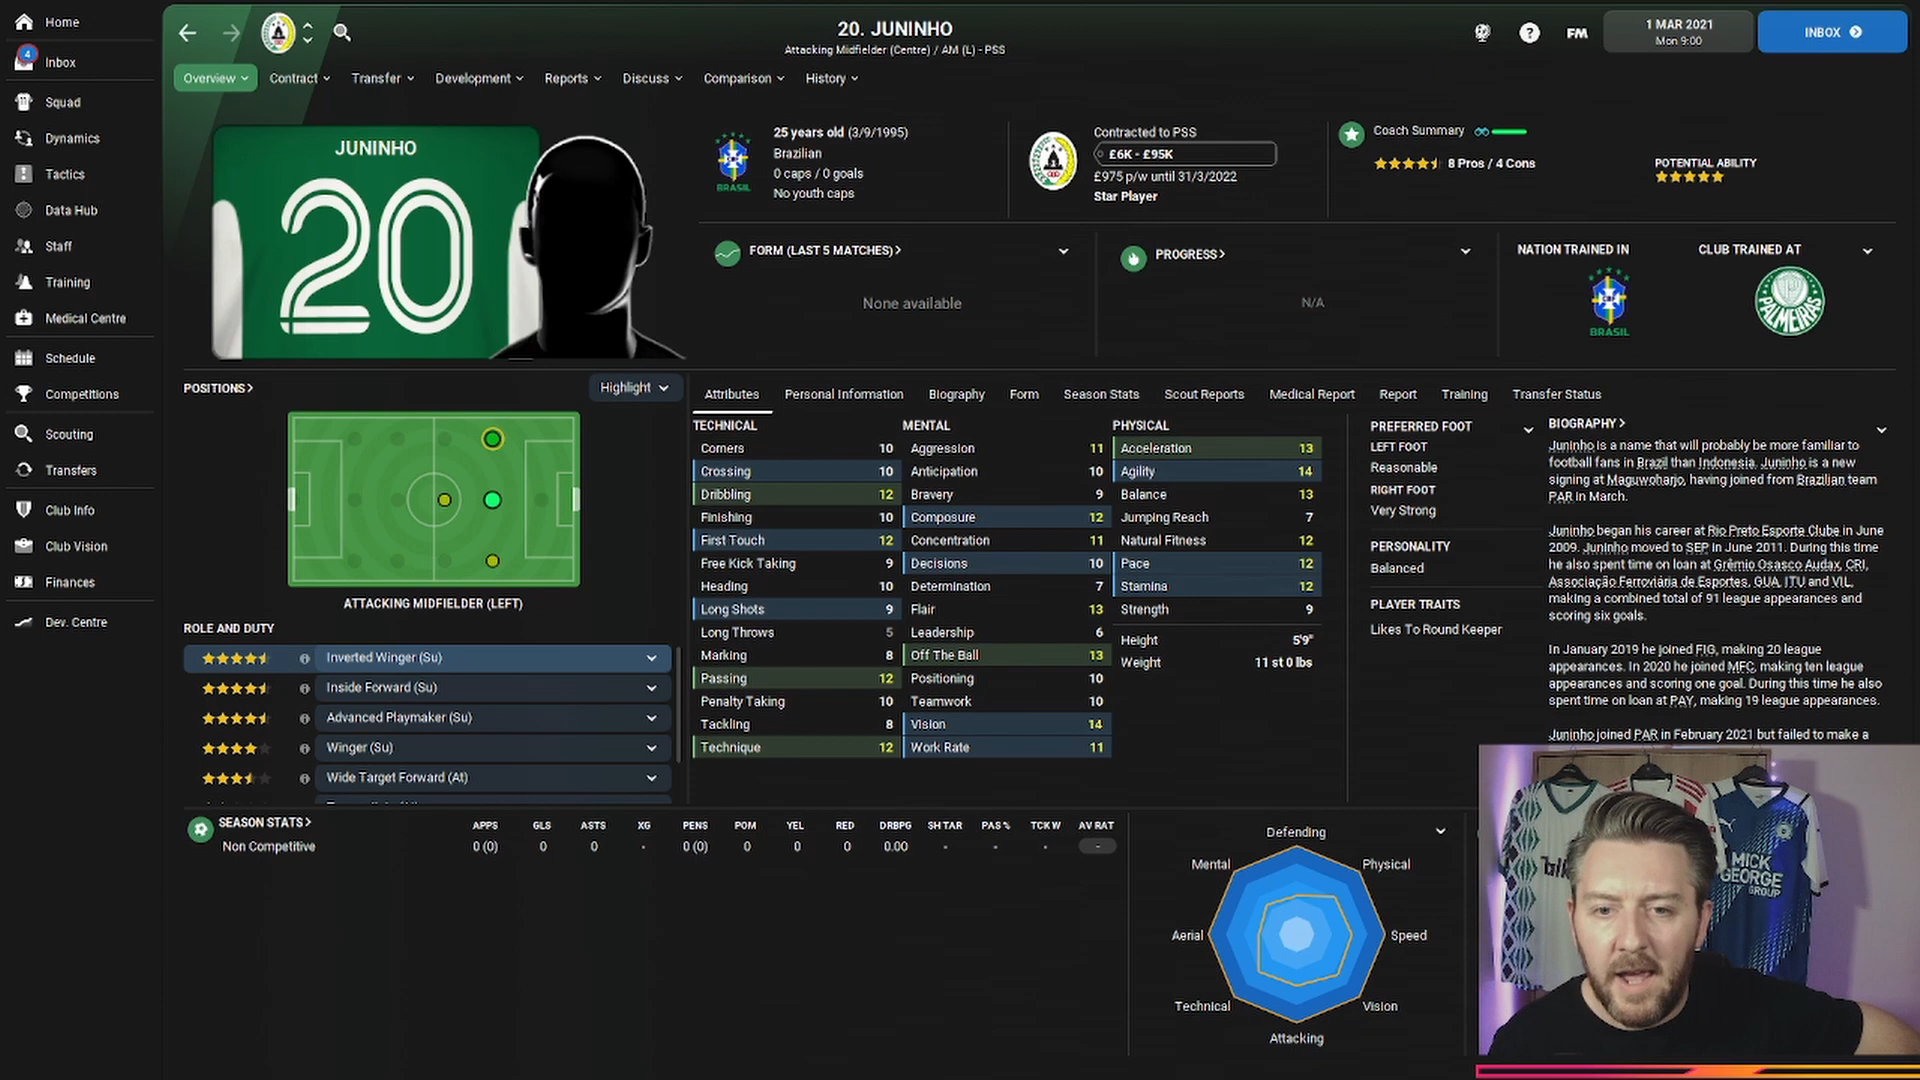 Home
4
Inbox
Squad
Dynamics
Tactics
Data Hub
Staff
Training
Medical Centre
Schedule
Competitions
Scouting
Transfers
Club Info
Club Vision
Finances
Dev. Centre
20. JUNINHO
Attacking Midfielder (Centre) / AM (L) - PSS
?
FM
1 MAR 2021
Mon 9:00
INBOX
Overview
Contract
Transfer
Development
Reports
Discuss
Comparison
History
JUNINHO
20
BRASIL
25 years old (3/9/1995)
Brazilian
0 caps / 0 goals
No youth caps
Contracted to PSS
£6K - £95K
£975 p/w until 31/3/2022
Star Player
Coach Summary
8 Pros / 4 Cons
POTENTIAL ABILITY
FORM (LAST 5 MATCHES)
None available
PROGRESS
N/A
NATION TRAINED IN
BRASIL
CLUB TRAINED AT
PALMEIRAS
POSITIONS
Highlight
ATTACKING MIDFIELDER (LEFT)
ROLE AND DUTY
Inverted Winger (Su)
Inside Forward (Su)
Advanced Playmaker (Su)
Winger (Su)
Wide Target Forward (At)
Attributes
Personal Information
Biography
Form
Season Stats
Scout Reports
Medical Report
Report
Training
Transfer Status
TECHNICAL
Corners 10
Crossing 10
Dribbling 12
Finishing 10
First Touch 12
Free Kick Taking 9
Heading 10
Long Shots 9
Long Throws 5
Marking 8
Passing 12
Penalty Taking 10
Tackling 8
Technique 12
MENTAL
Aggression 11
Anticipation 10
Bravery 9
Composure 12
Concentration 11
Decisions 10
Determination 7
Flair 13
Leadership 6
Off The Ball 13
Positioning 10
Teamwork 10
Vision 14
Work Rate 11
PHYSICAL
Acceleration 13
Agility 14
Balance 13
Jumping Reach 7
Natural Fitness 12
Pace 12
Stamina 12
Strength 9
Height 5'9"
Weight 11 st 0 lbs
PREFERRED FOOT
LEFT FOOT
Reasonable
RIGHT FOOT
Very Strong
PERSONALITY
Balanced
PLAYER TRAITS
Likes To Round Keeper
BIOGRAPHY
Juninho is a name that will probably be more familiar to
football fans in Brazil than Indonesia. Juninho is a new
signing at Maguwoharjo, having joined from Brazilian team
PAR in March.
Juninho began his career at Rio Preto Esporte Clube in June
2009. Juninho moved to SEP in June 2011. During this time
he also spent time on loan at Grêmio Osasco Audax, CRI,
Associação Ferroviária de Esportes, GUA, ITU and VIL,
making a combined total of 91 league appearances and
scoring six goals.
In January 2019 he joined FIG, making 20 league
appearances. In 2020 he joined MFC, making ten league
appearances and scoring one goal. During this time he also
spent time on loan at PAY, making 19 league appearances.
Juninho joined PAR in February 2021 but failed to make a
SEASON STATS
APPS GLS ASTS XG PENS POM YEL RED DRBPG SH TAR PAS % TCK W AV RAT
Non Competitive 0 (0) 0 0 - 0 (0) 0 0 0 0.00 - - - -
Defending
Mental
Physical
Aerial
Speed
Technical
Vision
Attacking
MICK
GEORGE